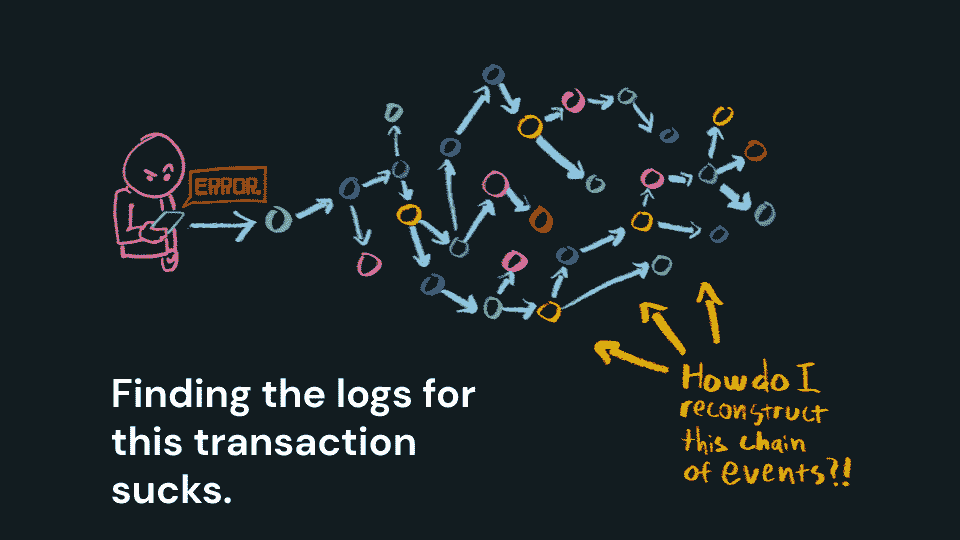 ERROR.
Finding the logs for
this transaction
sucks.
How do I
reconstruct
this chain
of events?!!